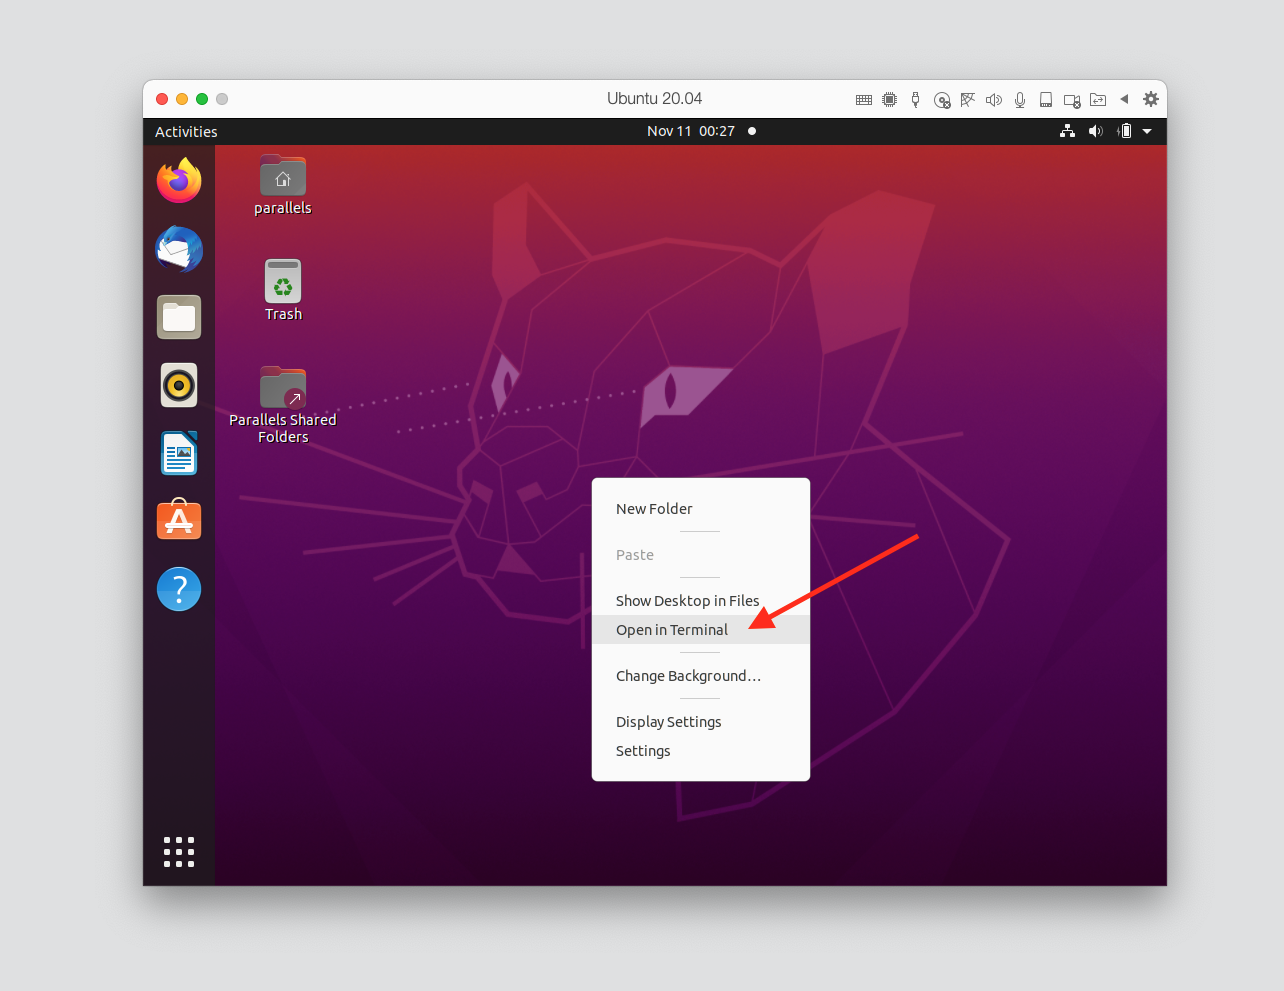 Ubuntu 20.04
Activities
Nov 11 00:27
parallels
Trash
Parallels Shared
Folders
New Folder
Paste
Show Desktop in Files
Open in Terminal
Change Background...
Display Settings
Settings
?